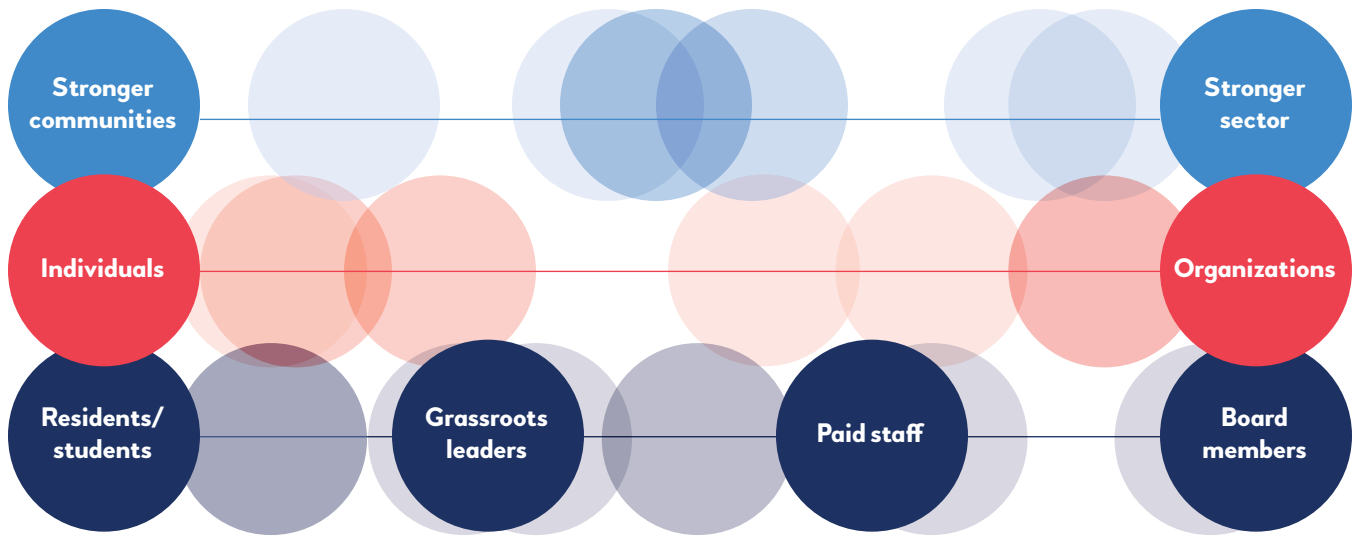 Stronger
communities
Stronger
sector
Individuals
Organizations
Residents/
students
Grassroots
leaders
Paid staff
Board
members